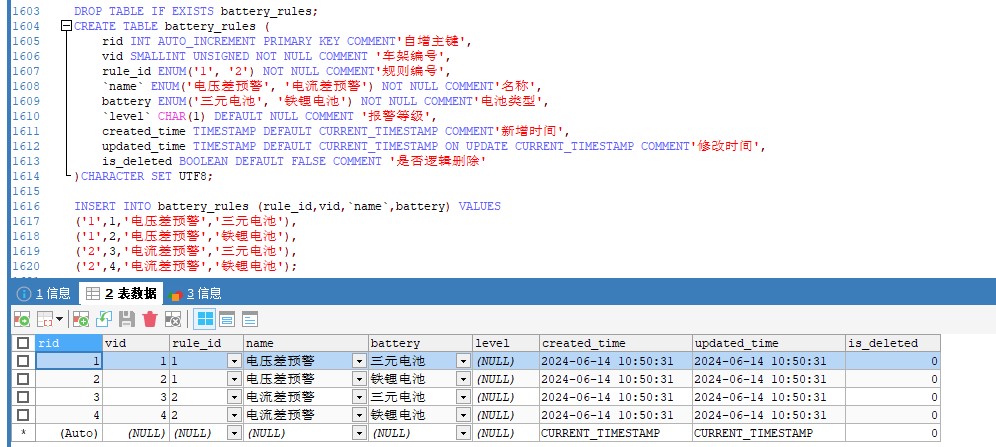 1603 DROP TABLE IF EXISTS battery_rules;
1604 CREATE TABLE battery_rules (
1605 rid INT AUTO_INCREMENT PRIMARY KEY COMMENT'自增主键',
1606 vid SMALLINT UNSIGNED NOT NULL COMMENT '车架编号',
1607 rule_id ENUM('1', '2') NOT NULL COMMENT'规则编号',
1608 `name` ENUM('电压差预警', '电流差预警') NOT NULL COMMENT'名称',
1609 battery ENUM('三元电池', '铁锂电池') NOT NULL COMMENT'电池类型',
1610 `level` CHAR(1) DEFAULT NULL COMMENT '报警等级',
1611 created_time TIMESTAMP DEFAULT CURRENT_TIMESTAMP COMMENT'新增时间',
1612 updated_time TIMESTAMP DEFAULT CURRENT_TIMESTAMP ON UPDATE CURRENT_TIMESTAMP COMMENT'修改时间',
1613 is_deleted BOOLEAN DEFAULT FALSE COMMENT '是否逻辑删除'
1614 )CHARACTER SET UTF8;
1615
1616 INSERT INTO battery_rules (rule_id,vid,`name`,battery) VALUES
1617 ('1',1,'电压差预警','三元电池'),
1618 ('1',2,'电压差预警','铁锂电池'),
1619 ('2',3,'电流差预警','三元电池'),
1620 ('2',4,'电流差预警','铁锂电池');
1 信息 2 表数据 3 信息
rid vid rule_id name battery level created_time updated_time is_deleted
1 1 1 电压差预警 三元电池 (NULL) 2024-06-14 10:50:31 2024-06-14 10:50:31 0
2 2 1 电压差预警 铁锂电池 (NULL) 2024-06-14 10:50:31 2024-06-14 10:50:31 0
3 3 2 电流差预警 三元电池 (NULL) 2024-06-14 10:50:31 2024-06-14 10:50:31 0
4 4 2 电流差预警 铁锂电池 (NULL) 2024-06-14 10:50:31 2024-06-14 10:50:31 0
* (Auto) (NULL) (NULL) (NULL) (NULL) (NULL) CURRENT_TIMESTAMP CURRENT_TIMESTAMP 0